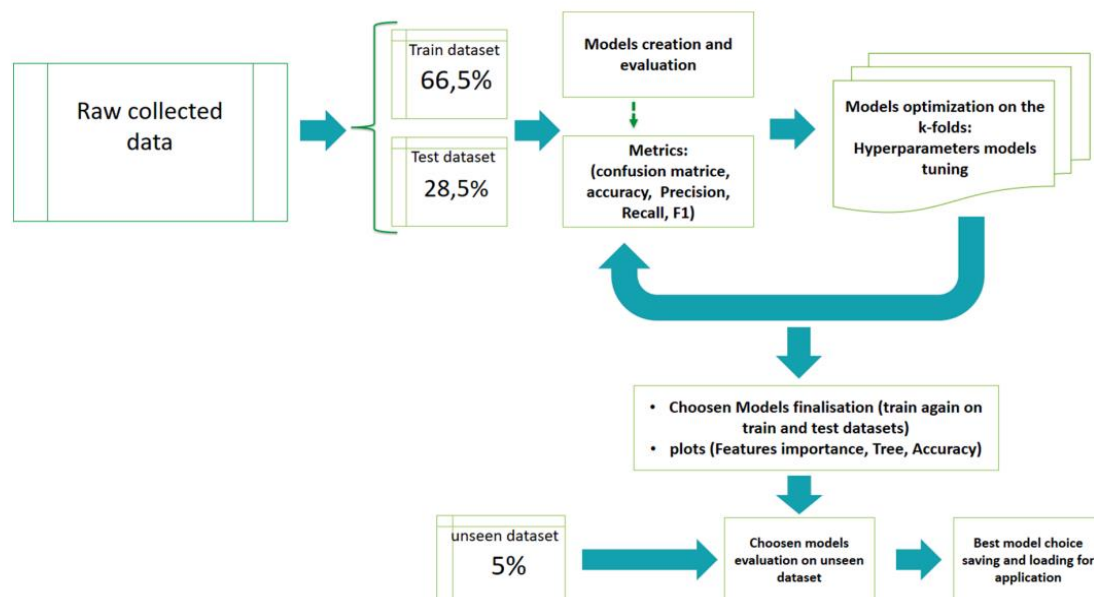 Raw collected
data
Train dataset
66,5%
Test dataset
28,5%
Models creation and
evaluation
Metrics:
(confusion matrice,
accuracy,  Precision,
Recall, F1)
Models optimization on the
k-folds:
Hyperparameters models
tuning
• Choosen Models finalisation (train again on
train and test datasets)
• plots (Features importance, Tree, Accuracy)
unseen dataset
5%
Choosen models
evaluation on unseen
dataset
Best model choice
saving and loading for
application